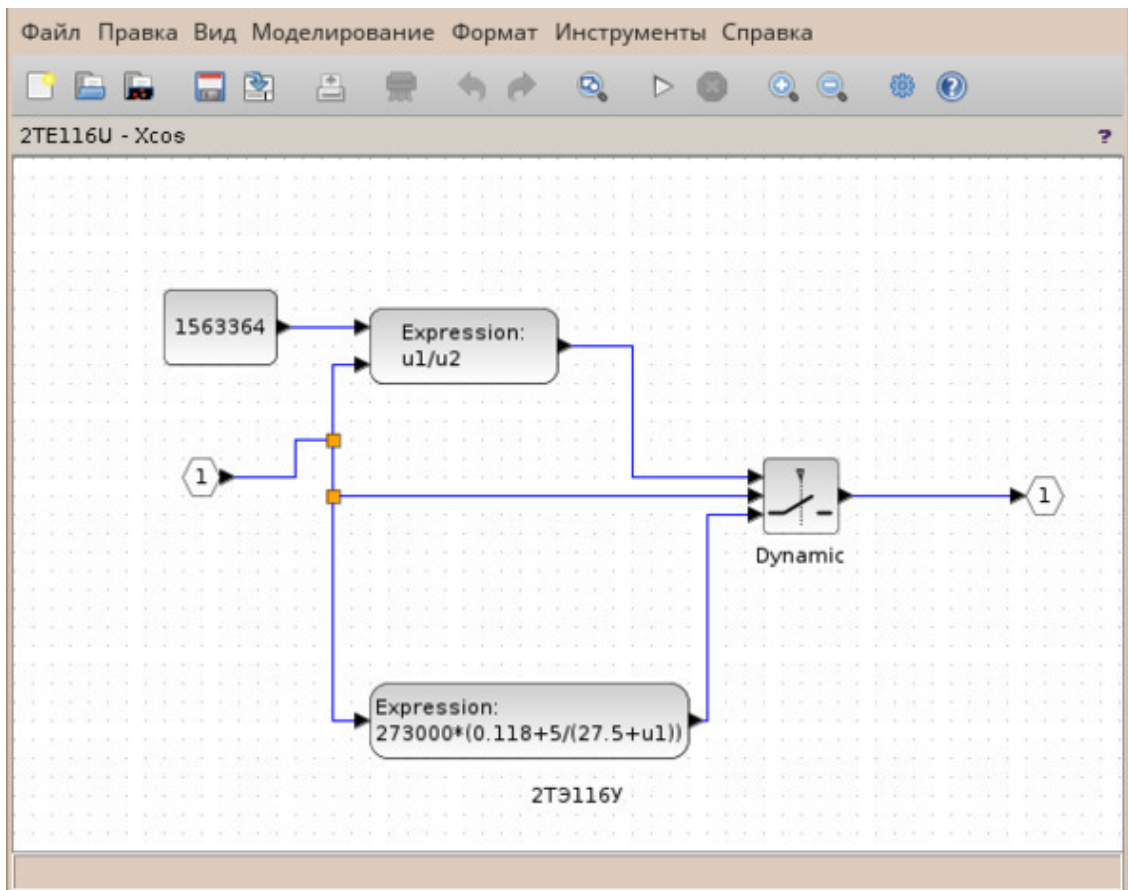 Файл Правка Вид Моделирование Формат Инструменты Справка
2TE116U - Xcos
?
1563364
Expression:
u1/u2
1
1
Dynamic
Expression:
273000*(0.118+5/(27.5+u1))
2ТЭ116У